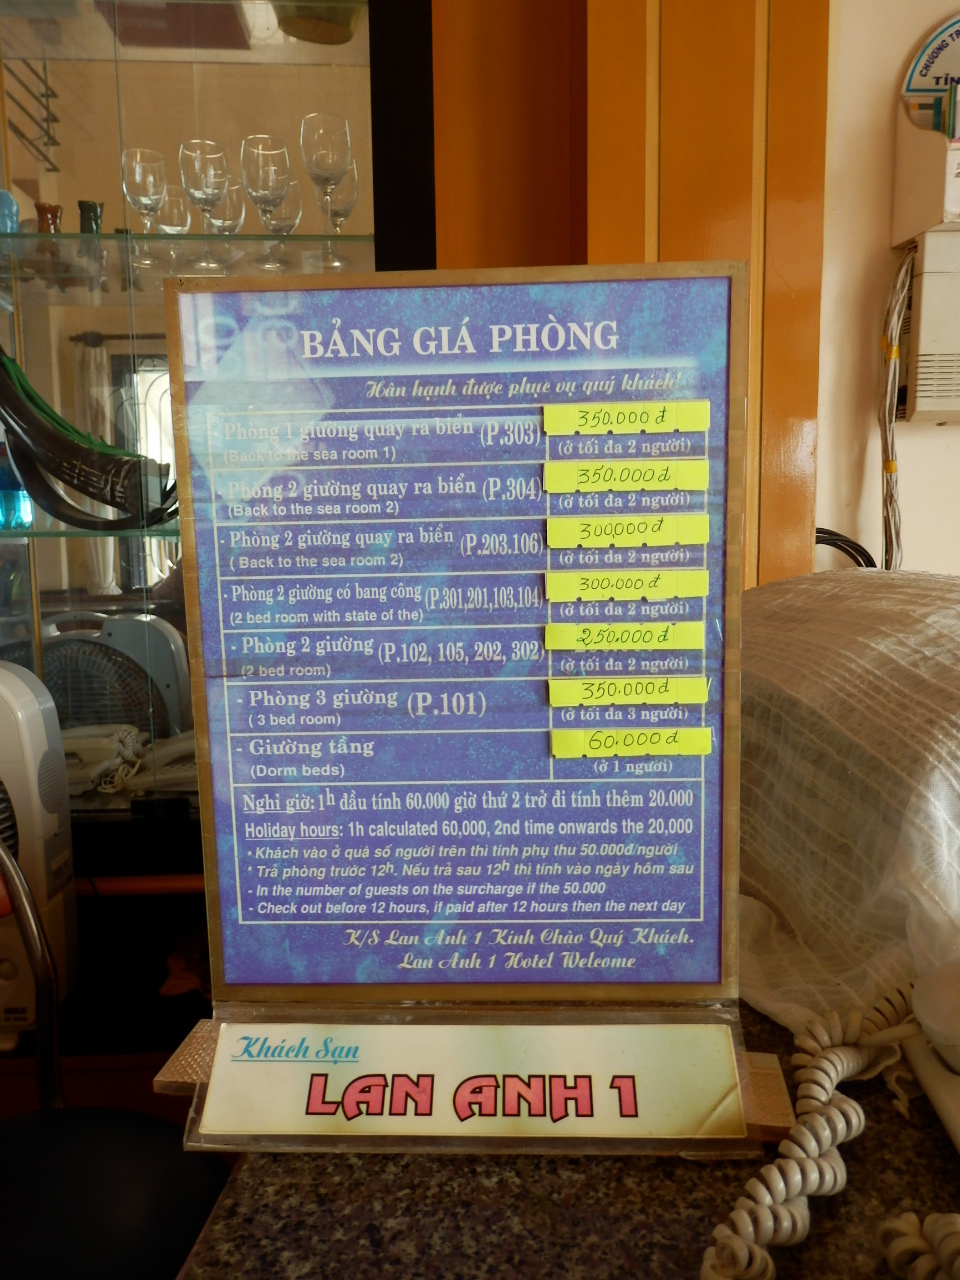 CHƯƠNG TR
TỈN
BẢNG GIÁ PHÒNG
Hân hạnh được phục vụ quý khách!
- Phòng 1 giường quay ra biển (P.303) 350.000 đ
(Back to the sea room 1) (ở tối đa 2 người)
- Phòng 2 giường quay ra biển (P.304) 350.000 đ
(Back to the sea room 2) (ở tối đa 2 người)
- Phòng 2 giường quay ra biển (P.203.106) 300,000 đ
( Back to the sea room 2) (ở tối đa 2 người)
- Phòng 2 giường có bang công (P.301,201,103,104) 300.000 đ
(2 bed room with state of the) (ở tối đa 2 người)
- Phòng 2 giường (P.102, 105, 202, 302) 250.000 đ
(2 bed room) (ở tối đa 2 người)
- Phòng 3 giường (P.101) 350.000 đ
( 3 bed room) (ở tối đa 3 người)
- Giường tầng 60.000 đ
(Dorm beds) (ở 1 người)
Nghỉ giờ: 1h đầu tính 60.000 giờ thứ 2 trở đi tính thêm 20.000
Holiday hours: 1h calculated 60,000, 2nd time onwards the 20,000
* Khách vào ở quá số người trên thì tính phụ thu 50.000đ/người
* Trả phòng trước 12h. Nếu trả sau 12h thì tính vào ngày hôm sau
- In the number of guests on the surcharge if the 50.000
- Check out before 12 hours, if paid after 12 hours then the next day
K/S Lan Anh 1 Kính Chào Quý Khách.
Lan Anh 1 Hotel Welcome
Khách Sạn
LAN ANH 1